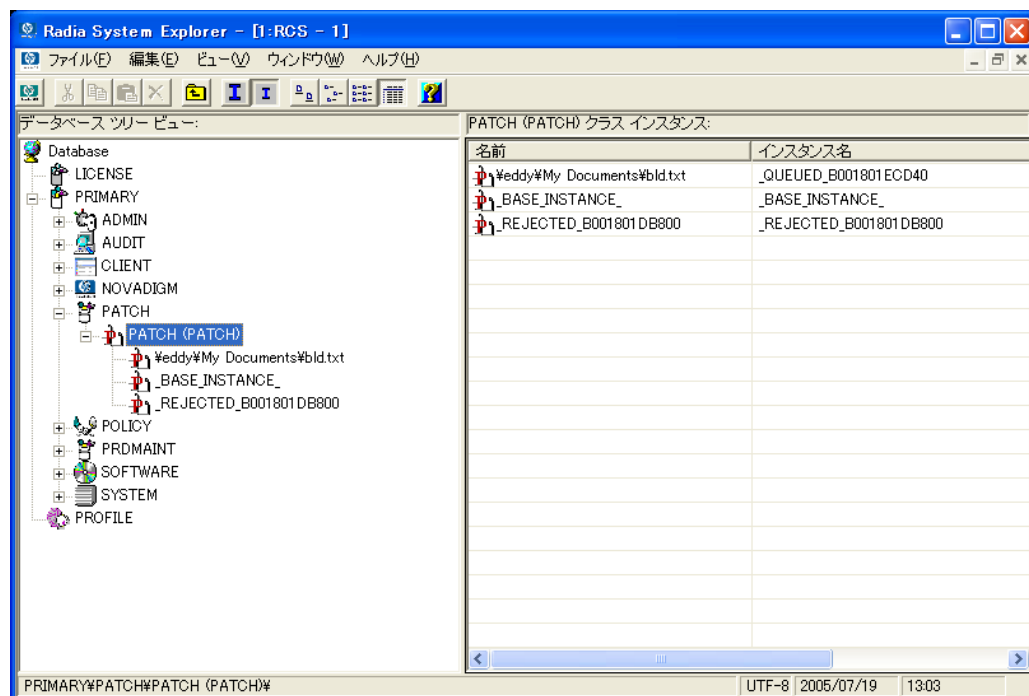 Radia System Explorer - [1:RCS - 1]
ファイル(F) 編集(E) ビュー(V) ウィンドウ(W) ヘルプ(H)
データベース ツリー ビュー:
Database
LICENSE
PRIMARY
ADMIN
AUDIT
CLIENT
NOVADIGM
PATCH
PATCH (PATCH)
¥eddy¥My Documents¥bld.txt
_BASE_INSTANCE_
_REJECTED_B001801DB800
POLICY
PRDMAINT
SOFTWARE
SYSTEM
PROFILE
PATCH (PATCH) クラス インスタンス:
名前 インスタンス名
¥eddy¥My Documents¥bld.txt _QUEUED_B001801ECD40
_BASE_INSTANCE_ _BASE_INSTANCE_
_REJECTED_B001801DB800 _REJECTED_B001801DB800
PRIMARY¥PATCH¥PATCH (PATCH)¥ UTF-8 2005/07/19 13:03